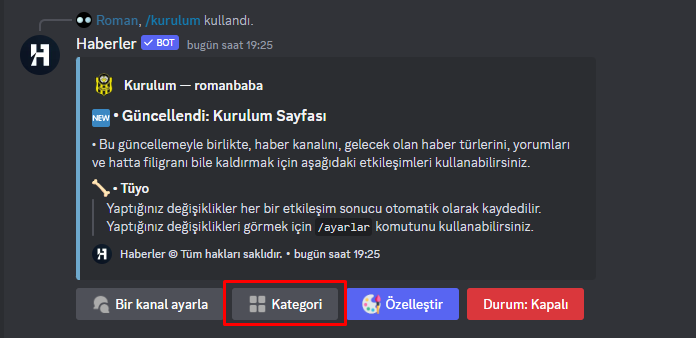 Roman, /kurulum kullandı.
Haberler ✓ BOT bugün saat 19:25
Kurulum — romanbaba
NEW • Güncellendi: Kurulum Sayfası
• Bu güncellemeyle birlikte, haber kanalını, gelecek olan haber türlerini, yorumları
ve hatta filigranı bile kaldırmak için aşağıdaki etkileşimleri kullanabilirsiniz.
• Tüyo
Yaptığınız değişiklikler her bir etkileşim sonucu otomatik olarak kaydedilir.
Yaptığınız değişiklikleri görmek için /ayarlar komutunu kullanabilirsiniz.
Haberler © Tüm hakları saklıdır. • bugün saat 19:25
Bir kanal ayarla Kategori Özelleştir Durum: Kapalı